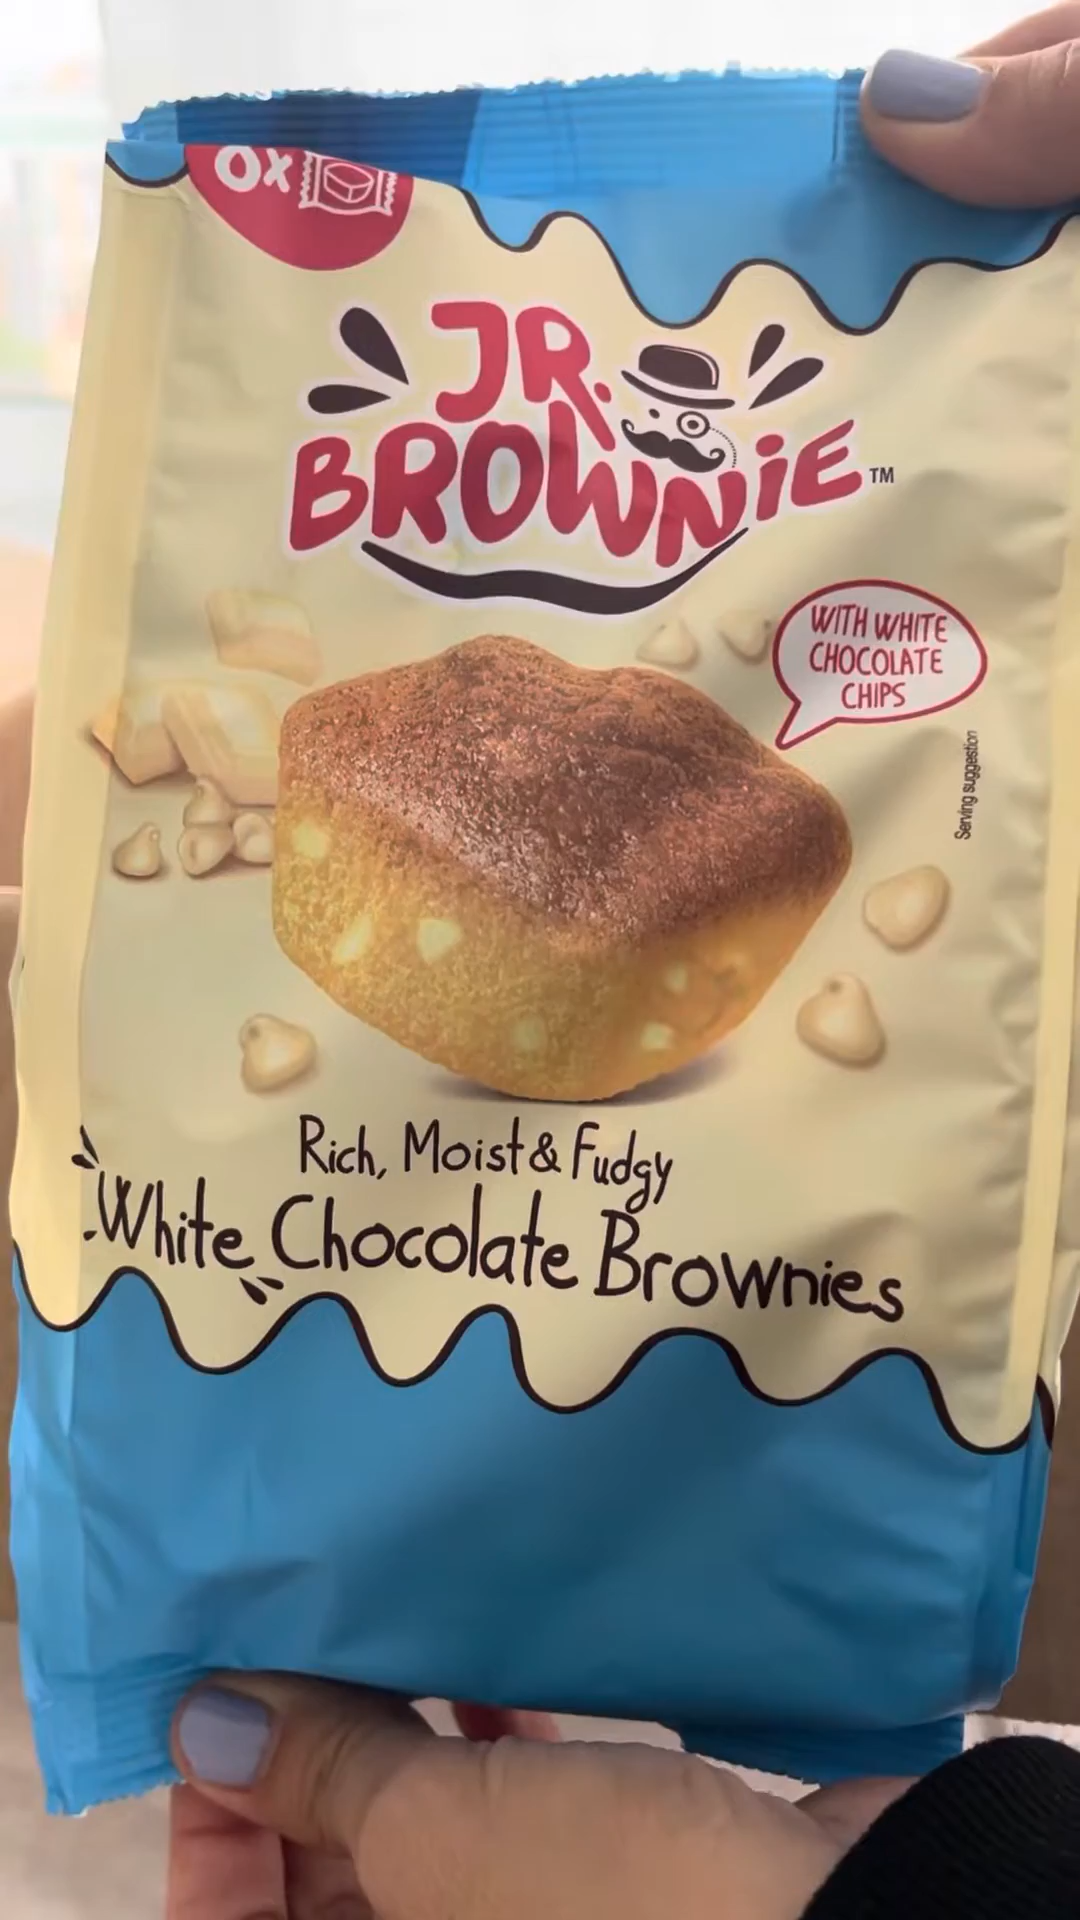 0x
JR.
BROWNiE™
WITH WHITE
CHOCOLATE
CHIPS
Serving suggestion
Rich, Moist & Fudgy
White Chocolate Brownies